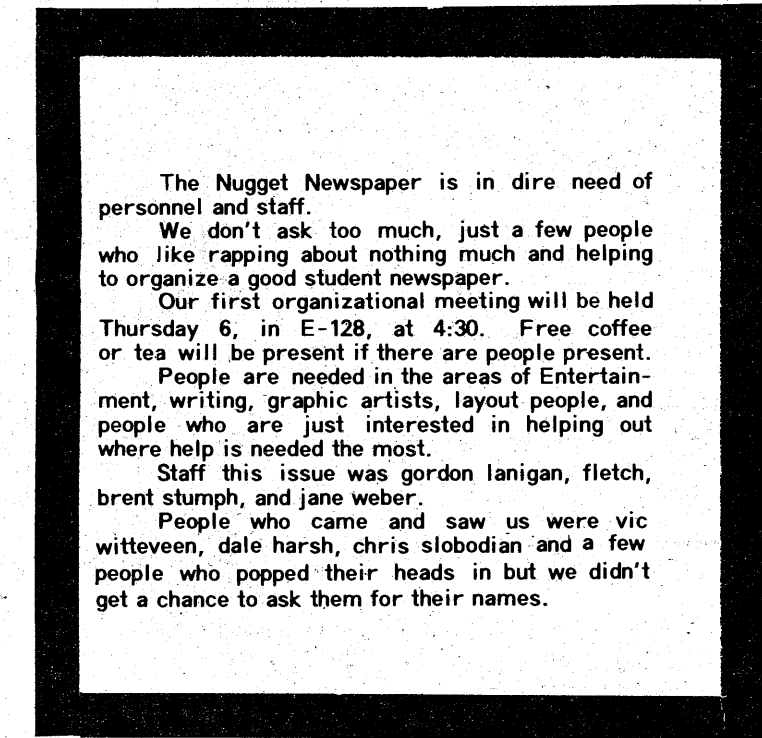 The Nugget Newspaper is in dire need of
personnel and staff.
We don't ask too much, just a few people
who like rapping about nothing much and helping
to organize a good student newspaper.
Our first organizational meeting will be held
Thursday 6, in E-128, at 4:30. Free coffee
or tea will be present if there are people present.
People are needed in the areas of Entertain-
ment, writing, graphic artists, layout people, and
people who are just interested in helping out
where help is needed the most.
Staff this issue was gordon lanigan, fletch,
brent stumph, and jane weber.
People who came and saw us were vic
witteveen, dale harsh, chris slobodian and a few
people who popped their heads in but we didn't
get a chance to ask them for their names.